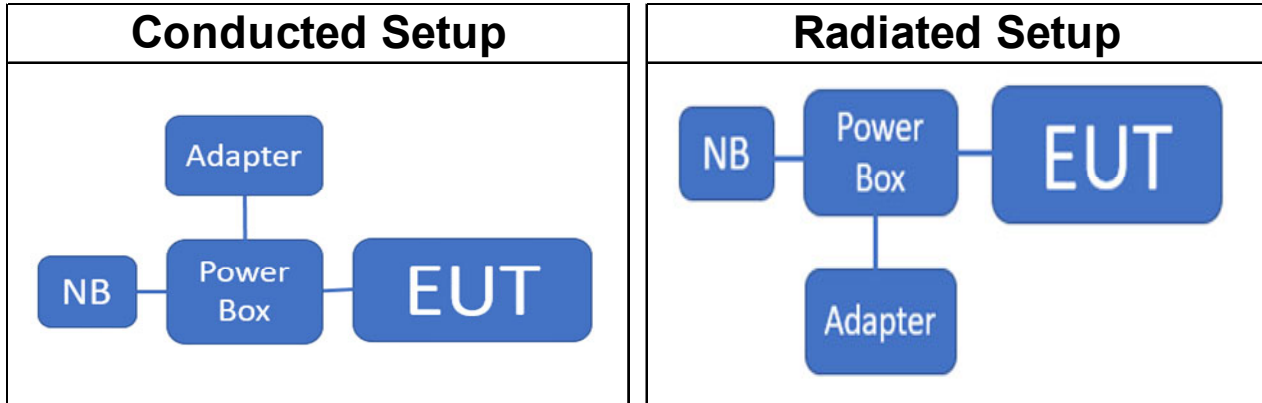 Conducted Setup
Adapter
NB
Power
Box
EUT
Radiated Setup
NB
Power
Box
EUT
Adapter